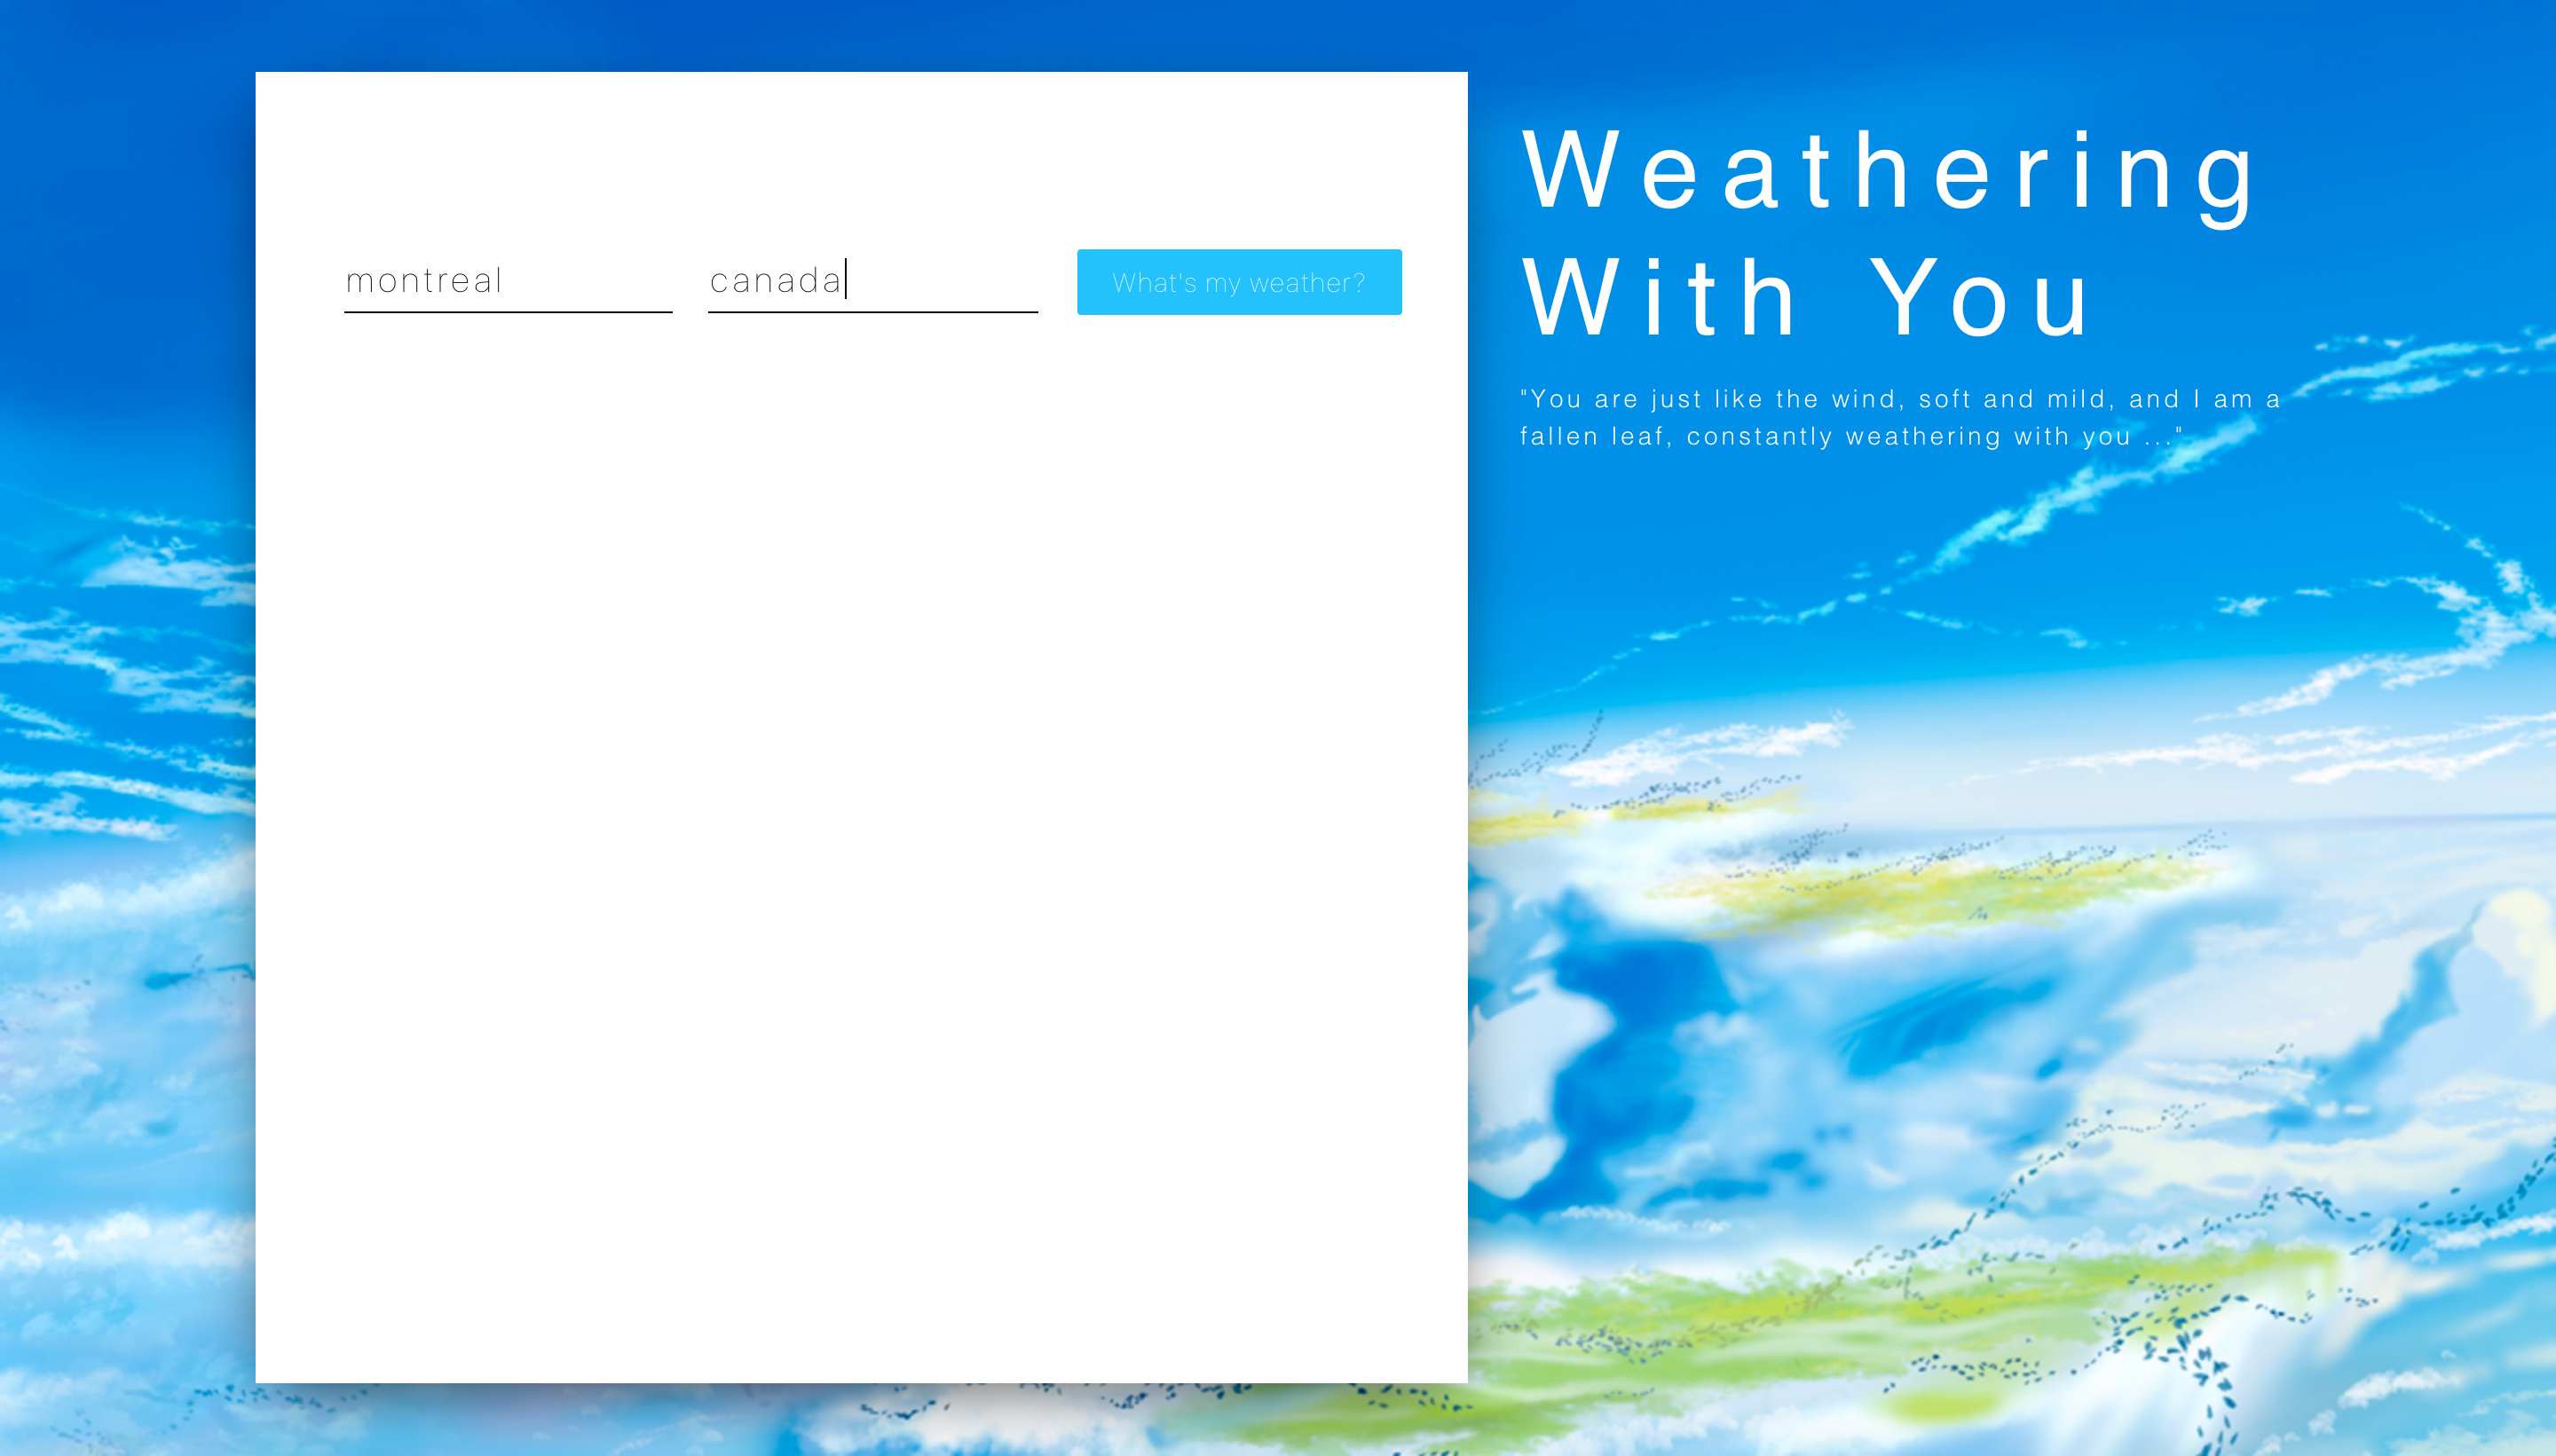 montreal
canada
What's my weather?
Weathering
With You
"You are just like the wind, soft and mild, and I am a
fallen leaf, constantly weathering with you ..."